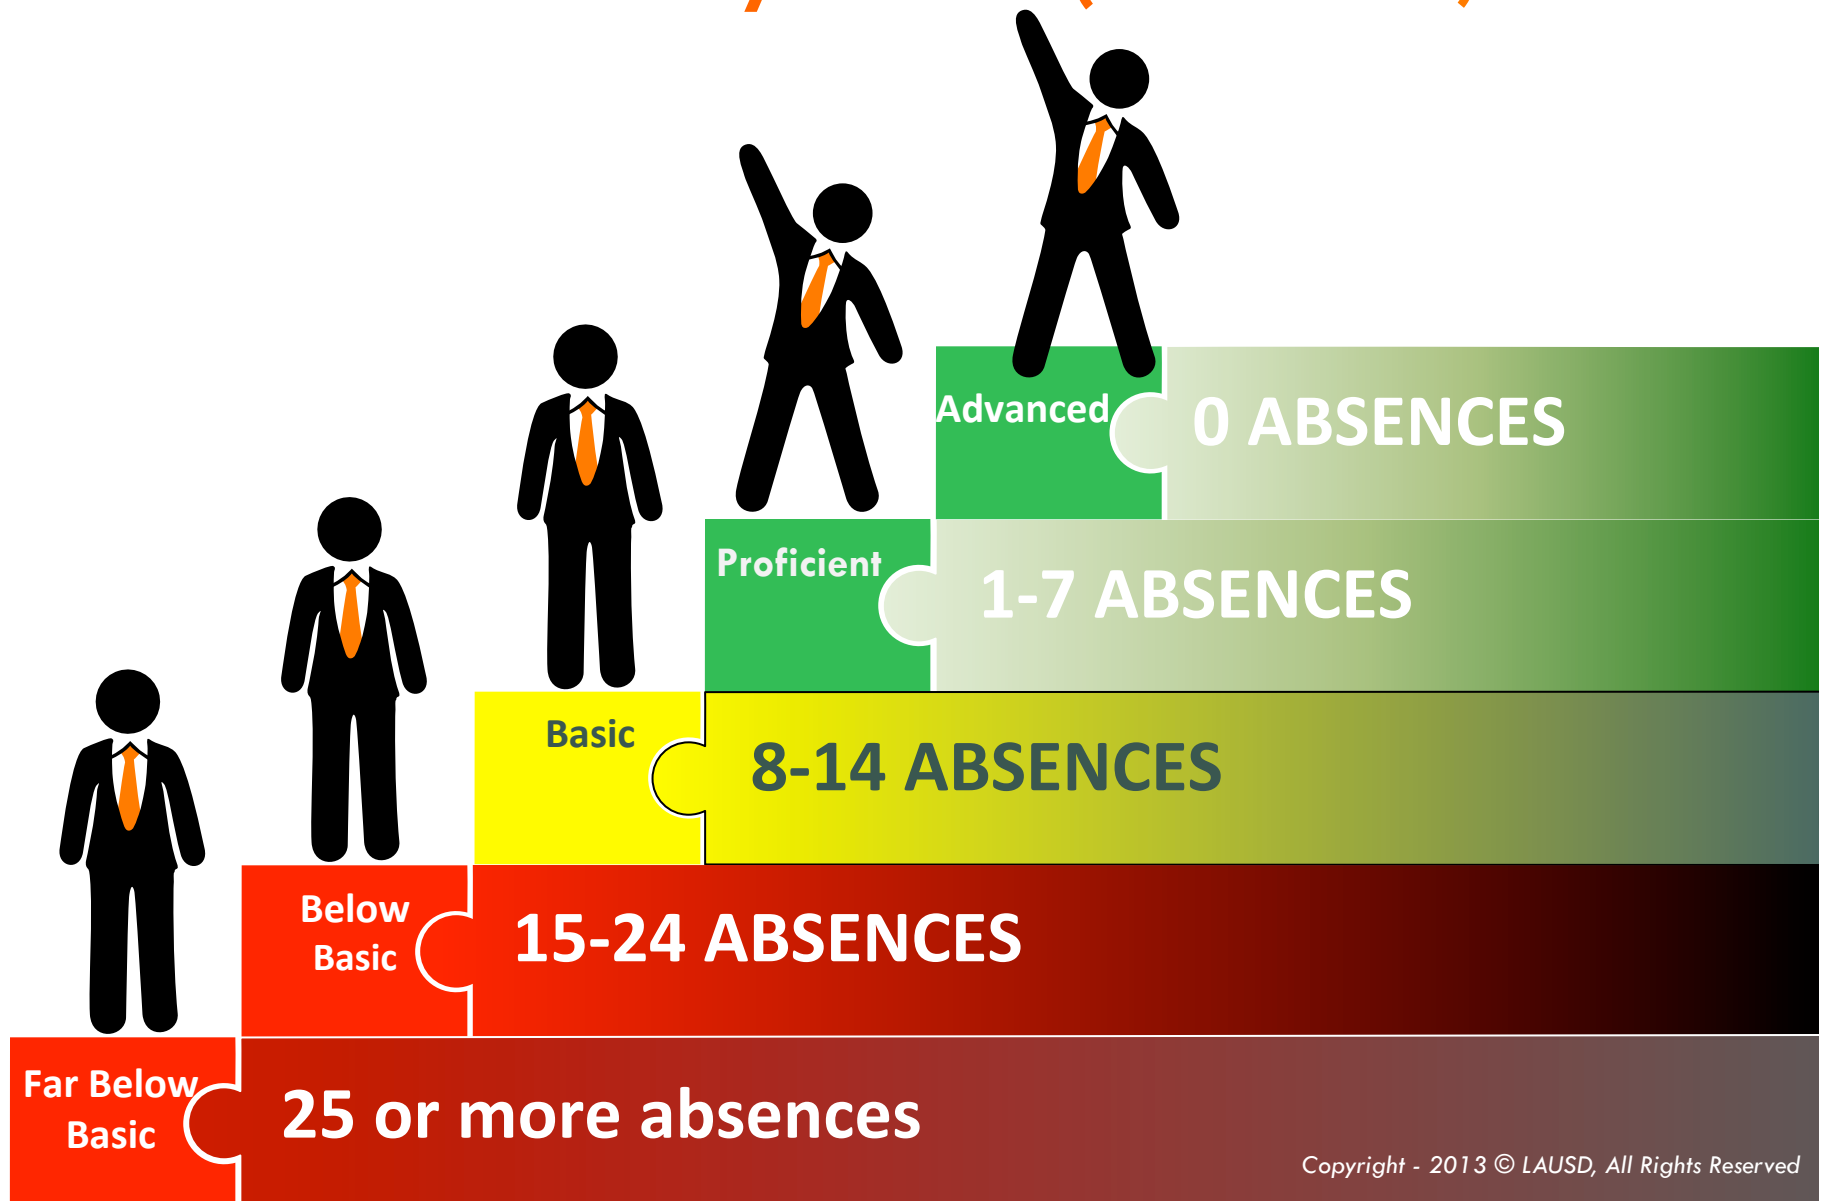 Advanced
0 ABSENCES
Proficient
1-7 ABSENCES
Basic
8-14 ABSENCES
Below
Basic
15-24 ABSENCES
Far Below
Basic
25 or more absences
Copyright - 2013 © LAUSD, All Rights Reserved